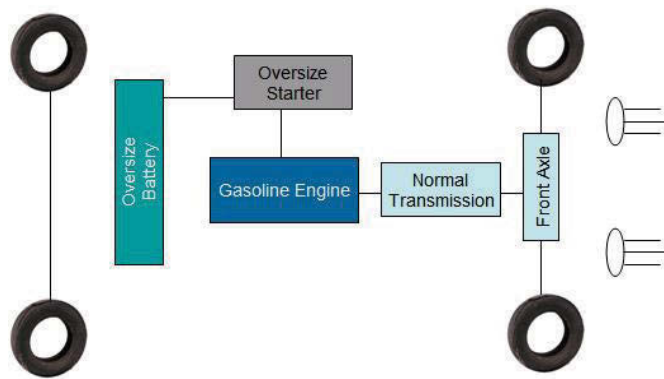 Oversize
Starter
Oversize
Battery
Gasoline Engine
Normal
Transmission
Front Axle